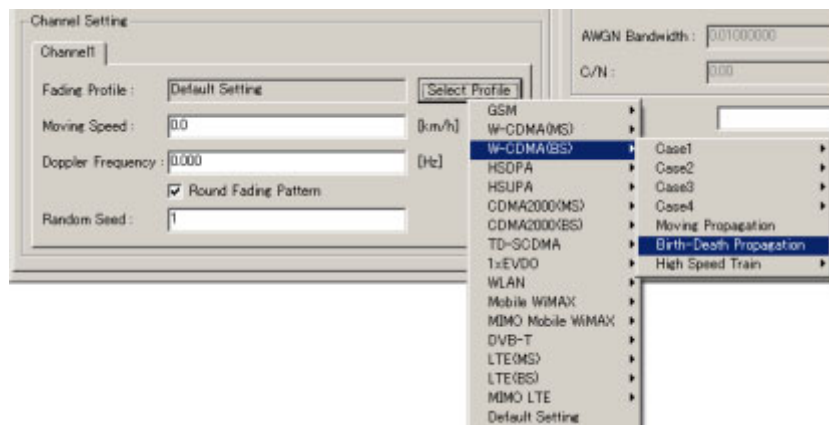 Channel Setting
Channel1
Fading Profile :
Default Setting
Select Profile
Moving Speed :
0.0
[km/h]
Doppler Frequency :
0.000
[Hz]
Round Fading Pattern
Random Seed :
1
AWGN Bandwidth :
0.01000000
C/N :
0.00
GSM
W-CDMA(MS)
W-CDMA(BS)
HSDPA
HSUPA
CDMA2000(MS)
CDMA2000(BS)
TD-SCDMA
1xEVDO
WLAN
Mobile WiMAX
MIMO Mobile WiMAX
DVB-T
LTE(MS)
LTE(BS)
MIMO LTE
Default Setting
Case1
Case2
Case3
Case4
Moving Propagation
Birth-Death Propagation
High Speed Train